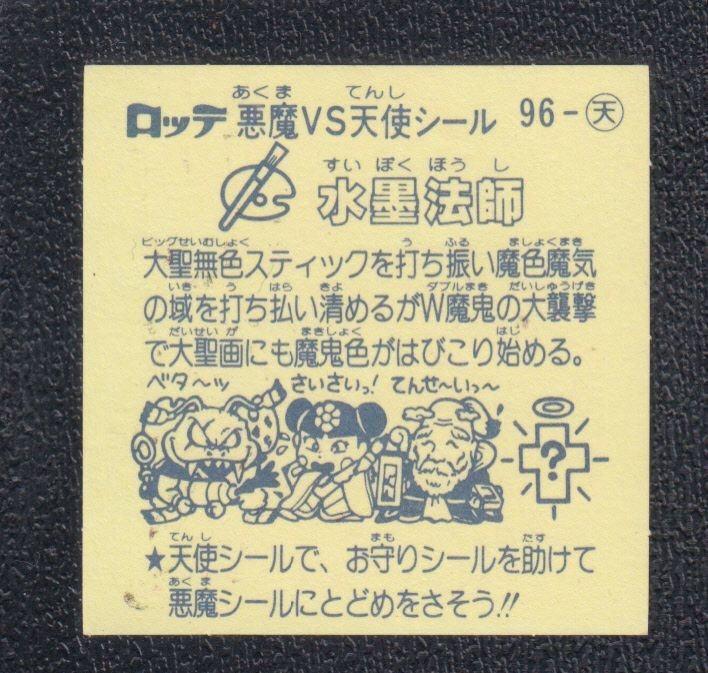 あくま てんし
ロッテ 悪魔VS天使シール 96-天
すいぼくほうし
水墨法師
ビッグせいむしょく う ふる ましょくまき
大聖無色スティックを打ち振い魔色魔気
いき う はら きよ ダブルまき だいしゅうげき
の域を打ち払い清めるがW魔鬼の大襲撃
だいせいが まきしょく はじ
で大聖画にも魔鬼色がはびこり始める。
ベタ〜ッ さいさいっ! てんせ〜いっ〜
?
てんし まも たす
★天使シールで、お守りシールを助けて
あくま
悪魔シールにとどめをさそう!!